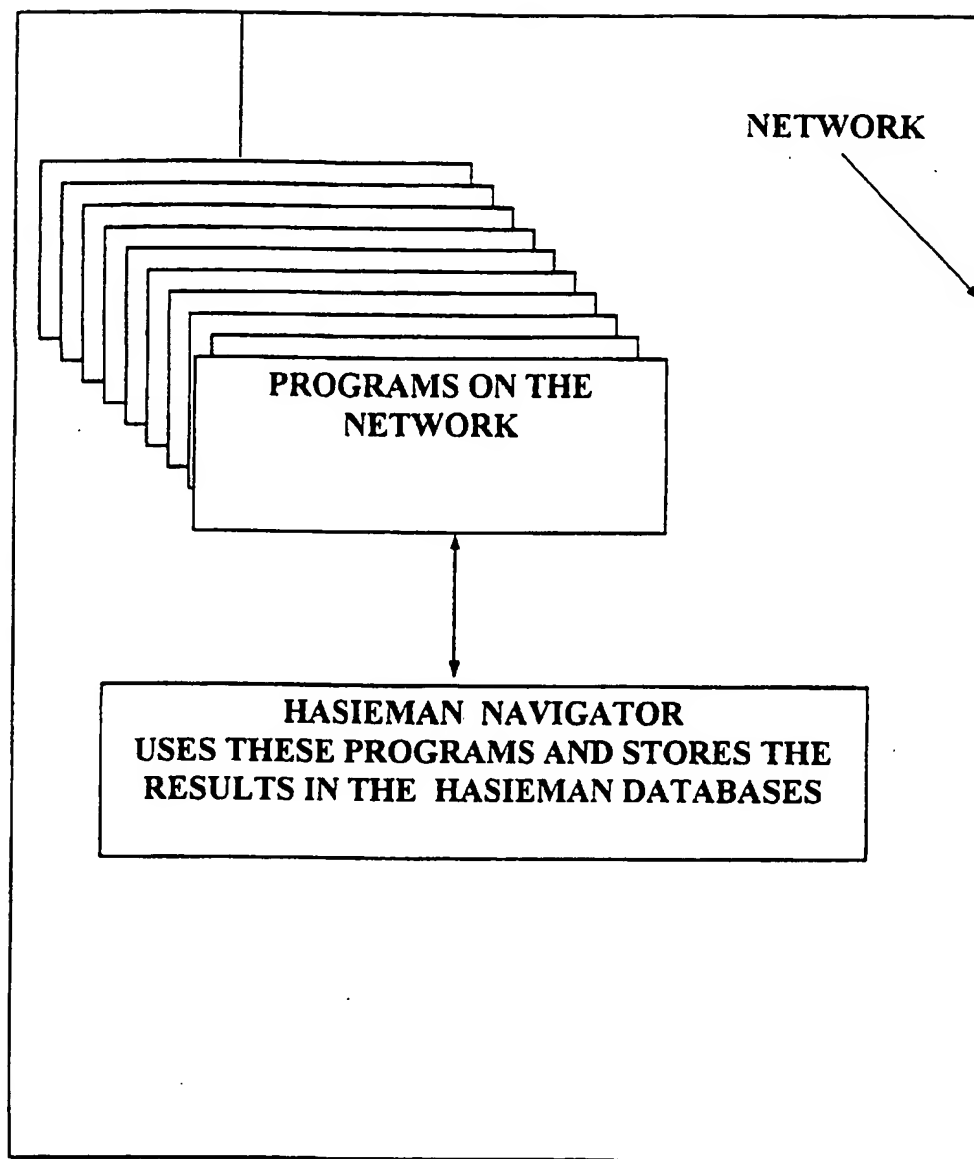 NETWORK
PROGRAMS ON THE
NETWORK
HASIEMAN NAVIGATOR
USES THESE PROGRAMS AND STORES THE
RESULTS IN THE HASIEMAN DATABASES